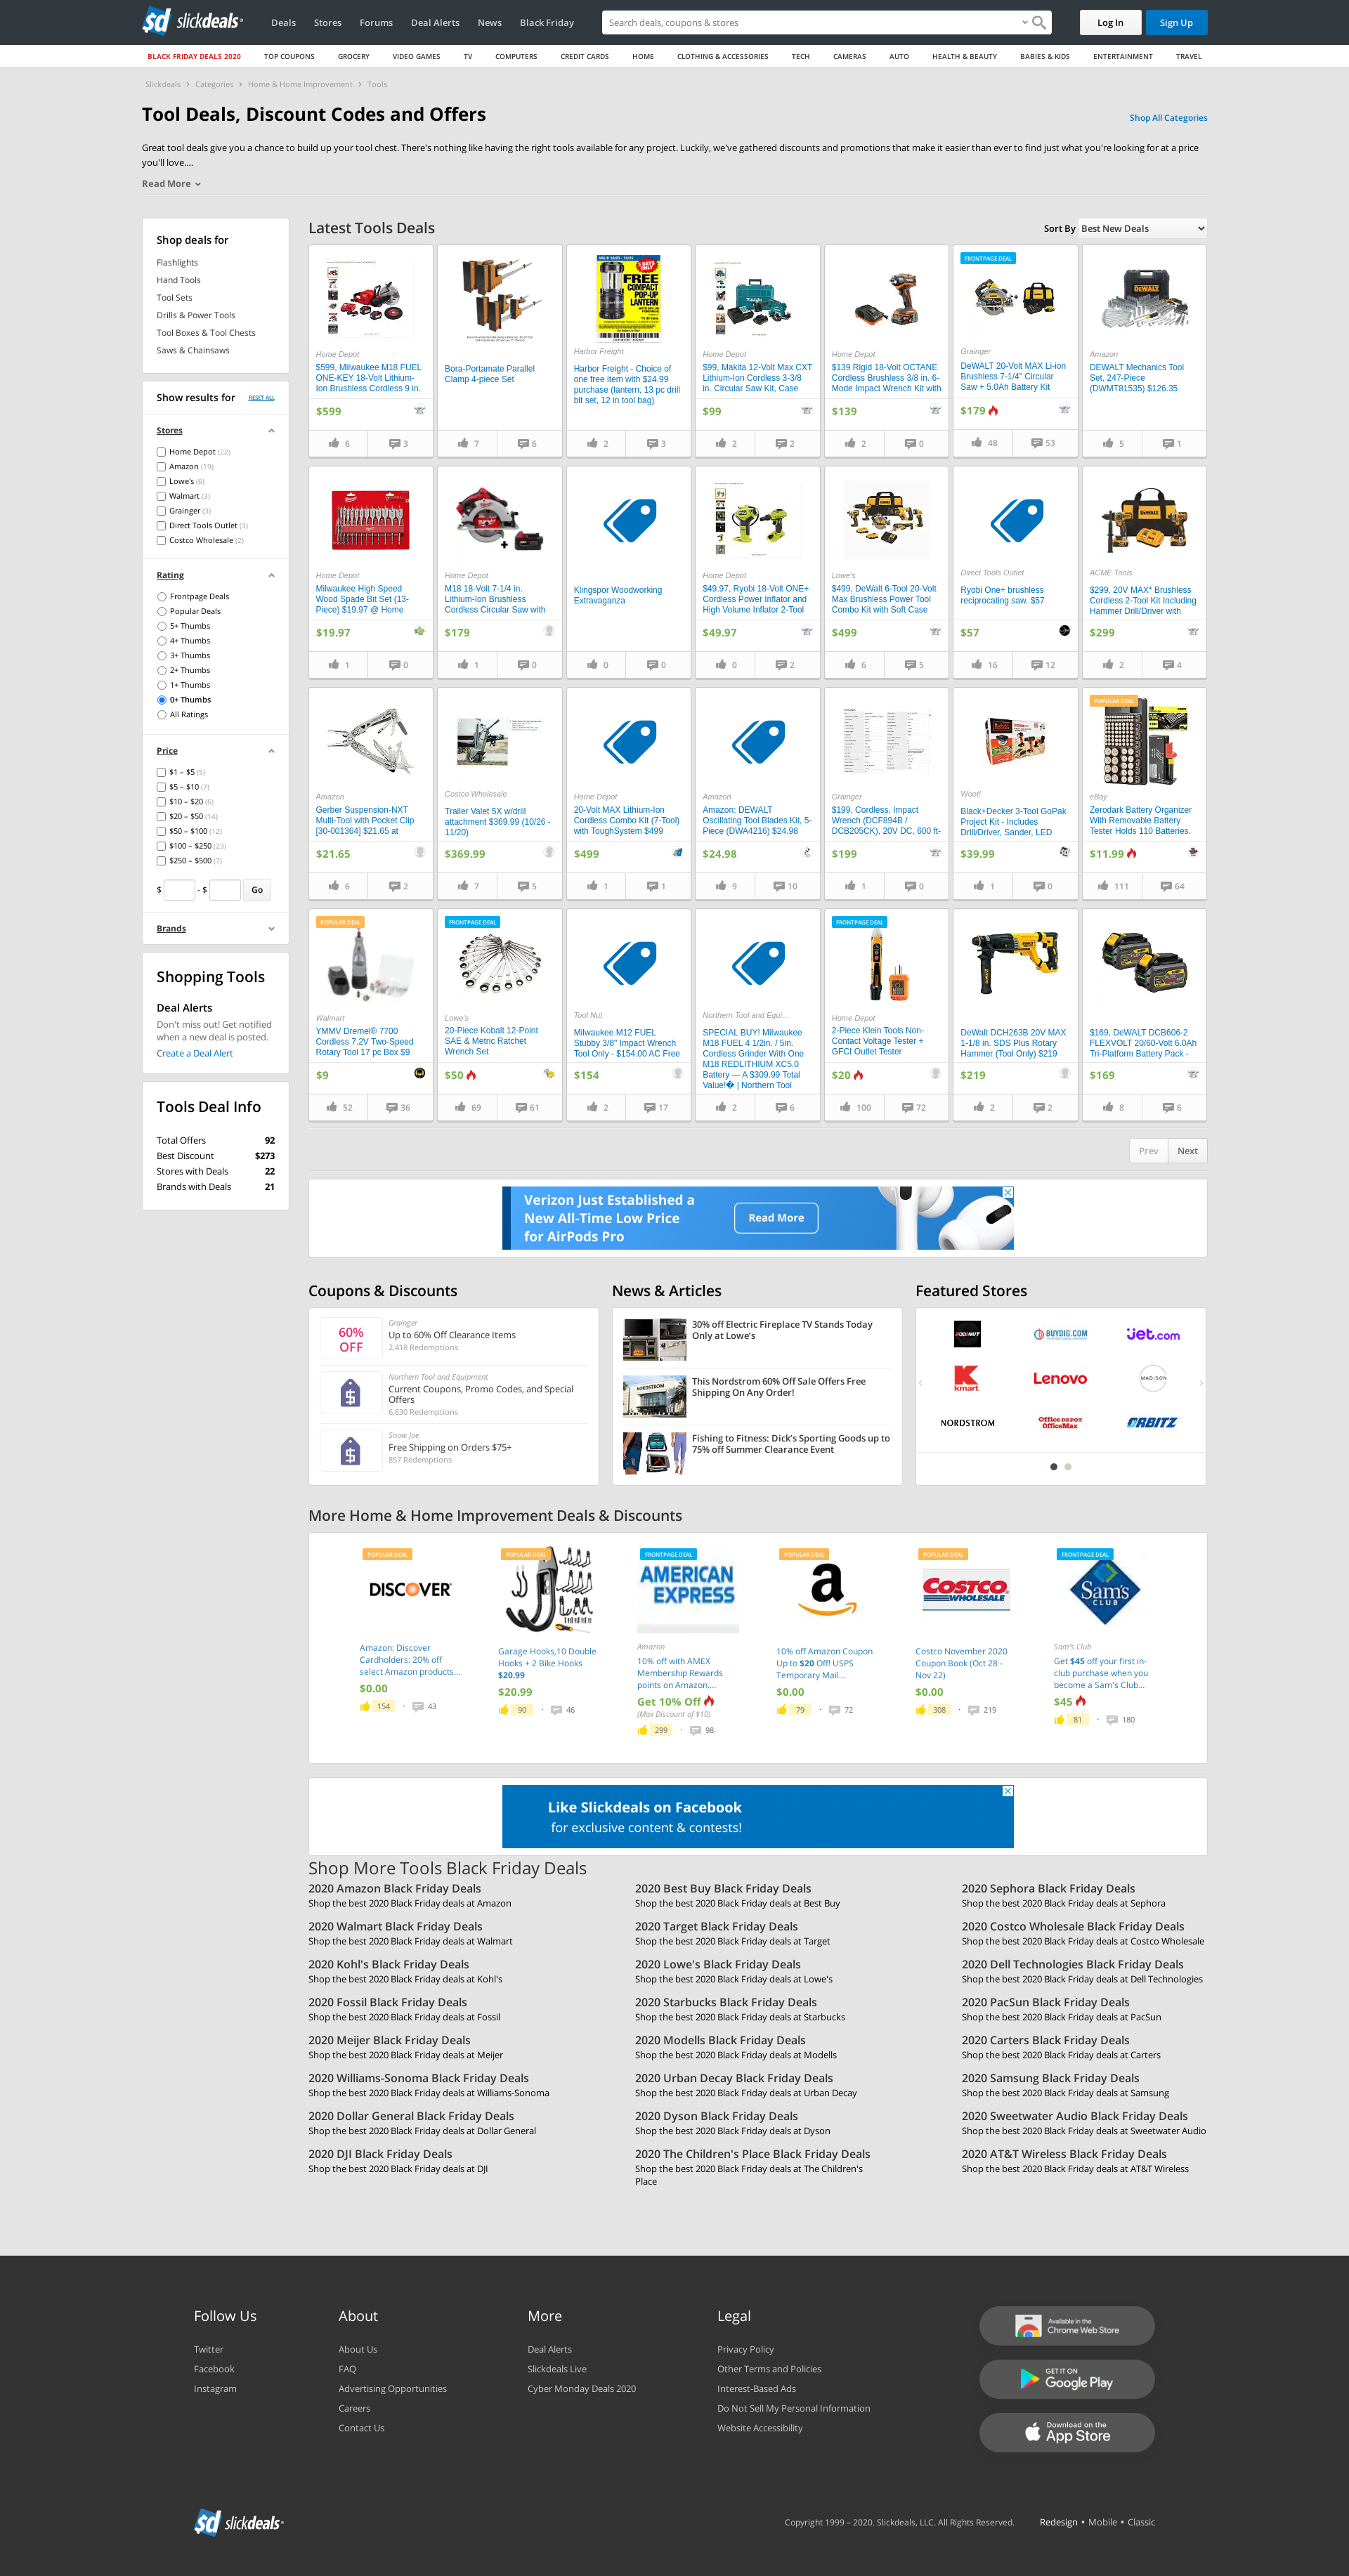 slickdeals
Deals
Stores
Forums
Deal Alerts
News
Black Friday
Search deals, coupons & stores
Log In
Sign Up
BLACK FRIDAY DEALS 2020
TOP COUPONS
GROCERY
VIDEO GAMES
TV
COMPUTERS
CREDIT CARDS
HOME
CLOTHING & ACCESSORIES
TECH
CAMERAS
AUTO
HEALTH & BEAUTY
BABIES & KIDS
ENTERTAINMENT
TRAVEL
Slickdeals › Categories › Home & Home Improvement › Tools
Tool Deals, Discount Codes and Offers
Shop All Categories
Great tool deals give you a chance to build up your tool chest. There's nothing like having the right tools available for any project. Luckily, we've gathered discounts and promotions that make it easier than ever to find just what you're looking for at a price
you'll love....
Read More
Shop deals for
Flashlights
Hand Tools
Tool Sets
Drills & Power Tools
Tool Boxes & Tool Chests
Saws & Chainsaws
Show results for
RESET ALL
Stores
Home Depot (22)
Amazon (19)
Lowe's (6)
Walmart (3)
Grainger (3)
Direct Tools Outlet (3)
Costco Wholesale (2)
Rating
Frontpage Deals
Popular Deals
5+ Thumbs
4+ Thumbs
3+ Thumbs
2+ Thumbs
1+ Thumbs
0+ Thumbs
All Ratings
Price
$1 – $5 (5)
$5 – $10 (7)
$10 – $20 (6)
$20 – $50 (14)
$50 – $100 (12)
$100 – $250 (23)
$250 – $500 (7)
$ - $ Go
Brands
Shopping Tools
Deal Alerts
Don't miss out! Get notified
when a new deal is posted.
Create a Deal Alert
Tools Deal Info
Total Offers 92
Best Discount $273
Stores with Deals 22
Brands with Deals 21
Latest Tools Deals
Sort By Best New Deals
Home Depot
$599, Milwaukee M18 FUEL
ONE-KEY 18-Volt Lithium-
Ion Brushless Cordless 9 in.
$599
6 3
Bora-Portamate Parallel
Clamp 4-piece Set
7 6
FREE
COMPACT
POP-UP
LANTERN
Harbor Freight
Harbor Freight - Choice of
one free item with $24.99
purchase (lantern, 13 pc drill
bit set, 12 in tool bag)
2 3
Home Depot
$99, Makita 12-Volt Max CXT
Lithium-Ion Cordless 3-3/8
in. Circular Saw Kit, Case
$99
2 2
Home Depot
$139 Rigid 18-Volt OCTANE
Cordless Brushless 3/8 in. 6-
Mode Impact Wrench Kit with
$139
2 0
FRONTPAGE DEAL
Grainger
DeWALT 20-Volt MAX Li-ion
Brushless 7-1/4" Circular
Saw + 5.0Ah Battery Kit
$179
48 53
Amazon
DEWALT Mechanics Tool
Set, 247-Piece
(DWMT81535) $126.35
5 1
Home Depot
Milwaukee High Speed
Wood Spade Bit Set (13-
Piece) $19.97 @ Home
$19.97
1 0
Home Depot
M18 18-Volt 7-1/4 in.
Lithium-Ion Brushless
Cordless Circular Saw with
$179
1 0
Klingspor Woodworking
Extravaganza
0 0
Home Depot
$49.97, Ryobi 18-Volt ONE+
Cordless Power Inflator and
High Volume Inflator 2-Tool
$49.97
0 2
Lowe's
$499, DeWalt 6-Tool 20-Volt
Max Brushless Power Tool
Combo Kit with Soft Case
$499
6 5
Direct Tools Outlet
Ryobi One+ brushless
reciprocating saw. $57
$57
16 12
ACME Tools
$299, 20V MAX* Brushless
Cordless 2-Tool Kit Including
Hammer Drill/Driver with
$299
2 4
Amazon
Gerber Suspension-NXT
Multi-Tool with Pocket Clip
[30-001364] $21.65 at
$21.65
6 2
Costco Wholesale
Trailer Valet 5X w/drill
attachment $369.99 (10/26 -
11/20)
$369.99
7 5
Home Depot
20-Volt MAX Lithium-Ion
Cordless Combo Kit (7-Tool)
with ToughSystem $499
$499
1 1
Amazon
Amazon: DEWALT
Oscillating Tool Blades Kit, 5-
Piece (DWA4216) $24.98
$24.98
9 10
Grainger
$199, Cordless, Impact
Wrench (DCF894B /
DCB205CK), 20V DC, 600 ft-
$199
1 0
Woot!
Black+Decker 3-Tool GoPak
Project Kit - Includes
Drill/Driver, Sander, LED
$39.99
1 0
POPULAR DEAL
eBay
Zerodark Battery Organizer
With Removable Battery
Tester Holds 110 Batteries.
$11.99
111 64
POPULAR DEAL
Walmart
YMMV Dremel® 7700
Cordless 7.2V Two-Speed
Rotary Tool 17 pc Box $9
$9
52 36
FRONTPAGE DEAL
Lowe's
20-Piece Kobalt 12-Point
SAE & Metric Ratchet
Wrench Set
$50
69 61
Tool Nut
Milwaukee M12 FUEL
Stubby 3/8" Impact Wrench
Tool Only - $154.00 AC Free
$154
2 17
Northern Tool and Equi...
SPECIAL BUY! Milwaukee
M18 FUEL 4 1/2in. / 5in.
Cordless Grinder With One
M18 REDLITHIUM XC5.0
Battery — A $309.99 Total
Value!� | Northern Tool
2 6
FRONTPAGE DEAL
Home Depot
2-Piece Klein Tools Non-
Contact Voltage Tester +
GFCI Outlet Tester
$20
100 72
DeWalt DCH263B 20V MAX
1-1/8 in. SDS Plus Rotary
Hammer (Tool Only) $219
$219
2 2
$169, DeWALT DCB606-2
FLEXVOLT 20/60-Volt 6.0Ah
Tri-Platform Battery Pack -
$169
8 6
Prev Next
Verizon Just Established a
New All-Time Low Price
for AirPods Pro
Read More
Coupons & Discounts
60%
OFF
Grainger
Up to 60% Off Clearance Items
2,418 Redemptions
Northern Tool and Equipment
Current Coupons, Promo Codes, and Special
Offers
6,630 Redemptions
Snow Joe
Free Shipping on Orders $75+
857 Redemptions
News & Articles
30% off Electric Fireplace TV Stands Today
Only at Lowe's
NORDSTROM
This Nordstrom 60% Off Sale Offers Free
Shipping On Any Order!
Fishing to Fitness: Dick's Sporting Goods up to
75% off Summer Clearance Event
Featured Stores
BUYDIG.COM
jet.com
kmart
Lenovo
MADISON
NORDSTROM
Office DEPOT
OfficeMax
ORBITZ
More Home & Home Improvement Deals & Discounts
POPULAR DEAL
DISCOVER
Amazon: Discover
Cardholders: 20% off
select Amazon products...
$0.00
154 · 43
POPULAR DEAL
Garage Hooks,10 Double
Hooks + 2 Bike Hooks
$20.99
$20.99
90 · 46
FRONTPAGE DEAL
AMERICAN
EXPRESS
Amazon
10% off with AMEX
Membership Rewards
points on Amazon....
Get 10% Off
(Max Discount of $10)
299 · 98
POPULAR DEAL
a
10% off Amazon Coupon
Up to $20 Off! USPS
Temporary Mail...
$0.00
79 · 72
POPULAR DEAL
COSTCO
WHOLESALE
Costco November 2020
Coupon Book (Oct 28 -
Nov 22)
$0.00
308 · 219
FRONTPAGE DEAL
Sam's
CLUB
Sam's Club
Get $45 off your first in-
club purchase when you
become a Sam's Club...
$45
81 · 180
Like Slickdeals on Facebook
for exclusive content & contests!
Shop More Tools Black Friday Deals
2020 Amazon Black Friday Deals
Shop the best 2020 Black Friday deals at Amazon
2020 Best Buy Black Friday Deals
Shop the best 2020 Black Friday deals at Best Buy
2020 Sephora Black Friday Deals
Shop the best 2020 Black Friday deals at Sephora
2020 Walmart Black Friday Deals
Shop the best 2020 Black Friday deals at Walmart
2020 Target Black Friday Deals
Shop the best 2020 Black Friday deals at Target
2020 Costco Wholesale Black Friday Deals
Shop the best 2020 Black Friday deals at Costco Wholesale
2020 Kohl's Black Friday Deals
Shop the best 2020 Black Friday deals at Kohl's
2020 Lowe's Black Friday Deals
Shop the best 2020 Black Friday deals at Lowe's
2020 Dell Technologies Black Friday Deals
Shop the best 2020 Black Friday deals at Dell Technologies
2020 Fossil Black Friday Deals
Shop the best 2020 Black Friday deals at Fossil
2020 Starbucks Black Friday Deals
Shop the best 2020 Black Friday deals at Starbucks
2020 PacSun Black Friday Deals
Shop the best 2020 Black Friday deals at PacSun
2020 Meijer Black Friday Deals
Shop the best 2020 Black Friday deals at Meijer
2020 Modells Black Friday Deals
Shop the best 2020 Black Friday deals at Modells
2020 Carters Black Friday Deals
Shop the best 2020 Black Friday deals at Carters
2020 Williams-Sonoma Black Friday Deals
Shop the best 2020 Black Friday deals at Williams-Sonoma
2020 Urban Decay Black Friday Deals
Shop the best 2020 Black Friday deals at Urban Decay
2020 Samsung Black Friday Deals
Shop the best 2020 Black Friday deals at Samsung
2020 Dollar General Black Friday Deals
Shop the best 2020 Black Friday deals at Dollar General
2020 Dyson Black Friday Deals
Shop the best 2020 Black Friday deals at Dyson
2020 Sweetwater Audio Black Friday Deals
Shop the best 2020 Black Friday deals at Sweetwater Audio
2020 DJI Black Friday Deals
Shop the best 2020 Black Friday deals at DJI
2020 The Children's Place Black Friday Deals
Shop the best 2020 Black Friday deals at The Children's
Place
2020 AT&T Wireless Black Friday Deals
Shop the best 2020 Black Friday deals at AT&T Wireless
Follow Us
Twitter
Facebook
Instagram
About
About Us
FAQ
Advertising Opportunities
Careers
Contact Us
More
Deal Alerts
Slickdeals Live
Cyber Monday Deals 2020
Legal
Privacy Policy
Other Terms and Policies
Interest-Based Ads
Do Not Sell My Personal Information
Website Accessibility
Available in the
Chrome Web Store
GET IT ON
Google Play
Download on the
App Store
slickdeals
Copyright 1999 – 2020. Slickdeals, LLC. All Rights Reserved.
Redesign • Mobile • Classic